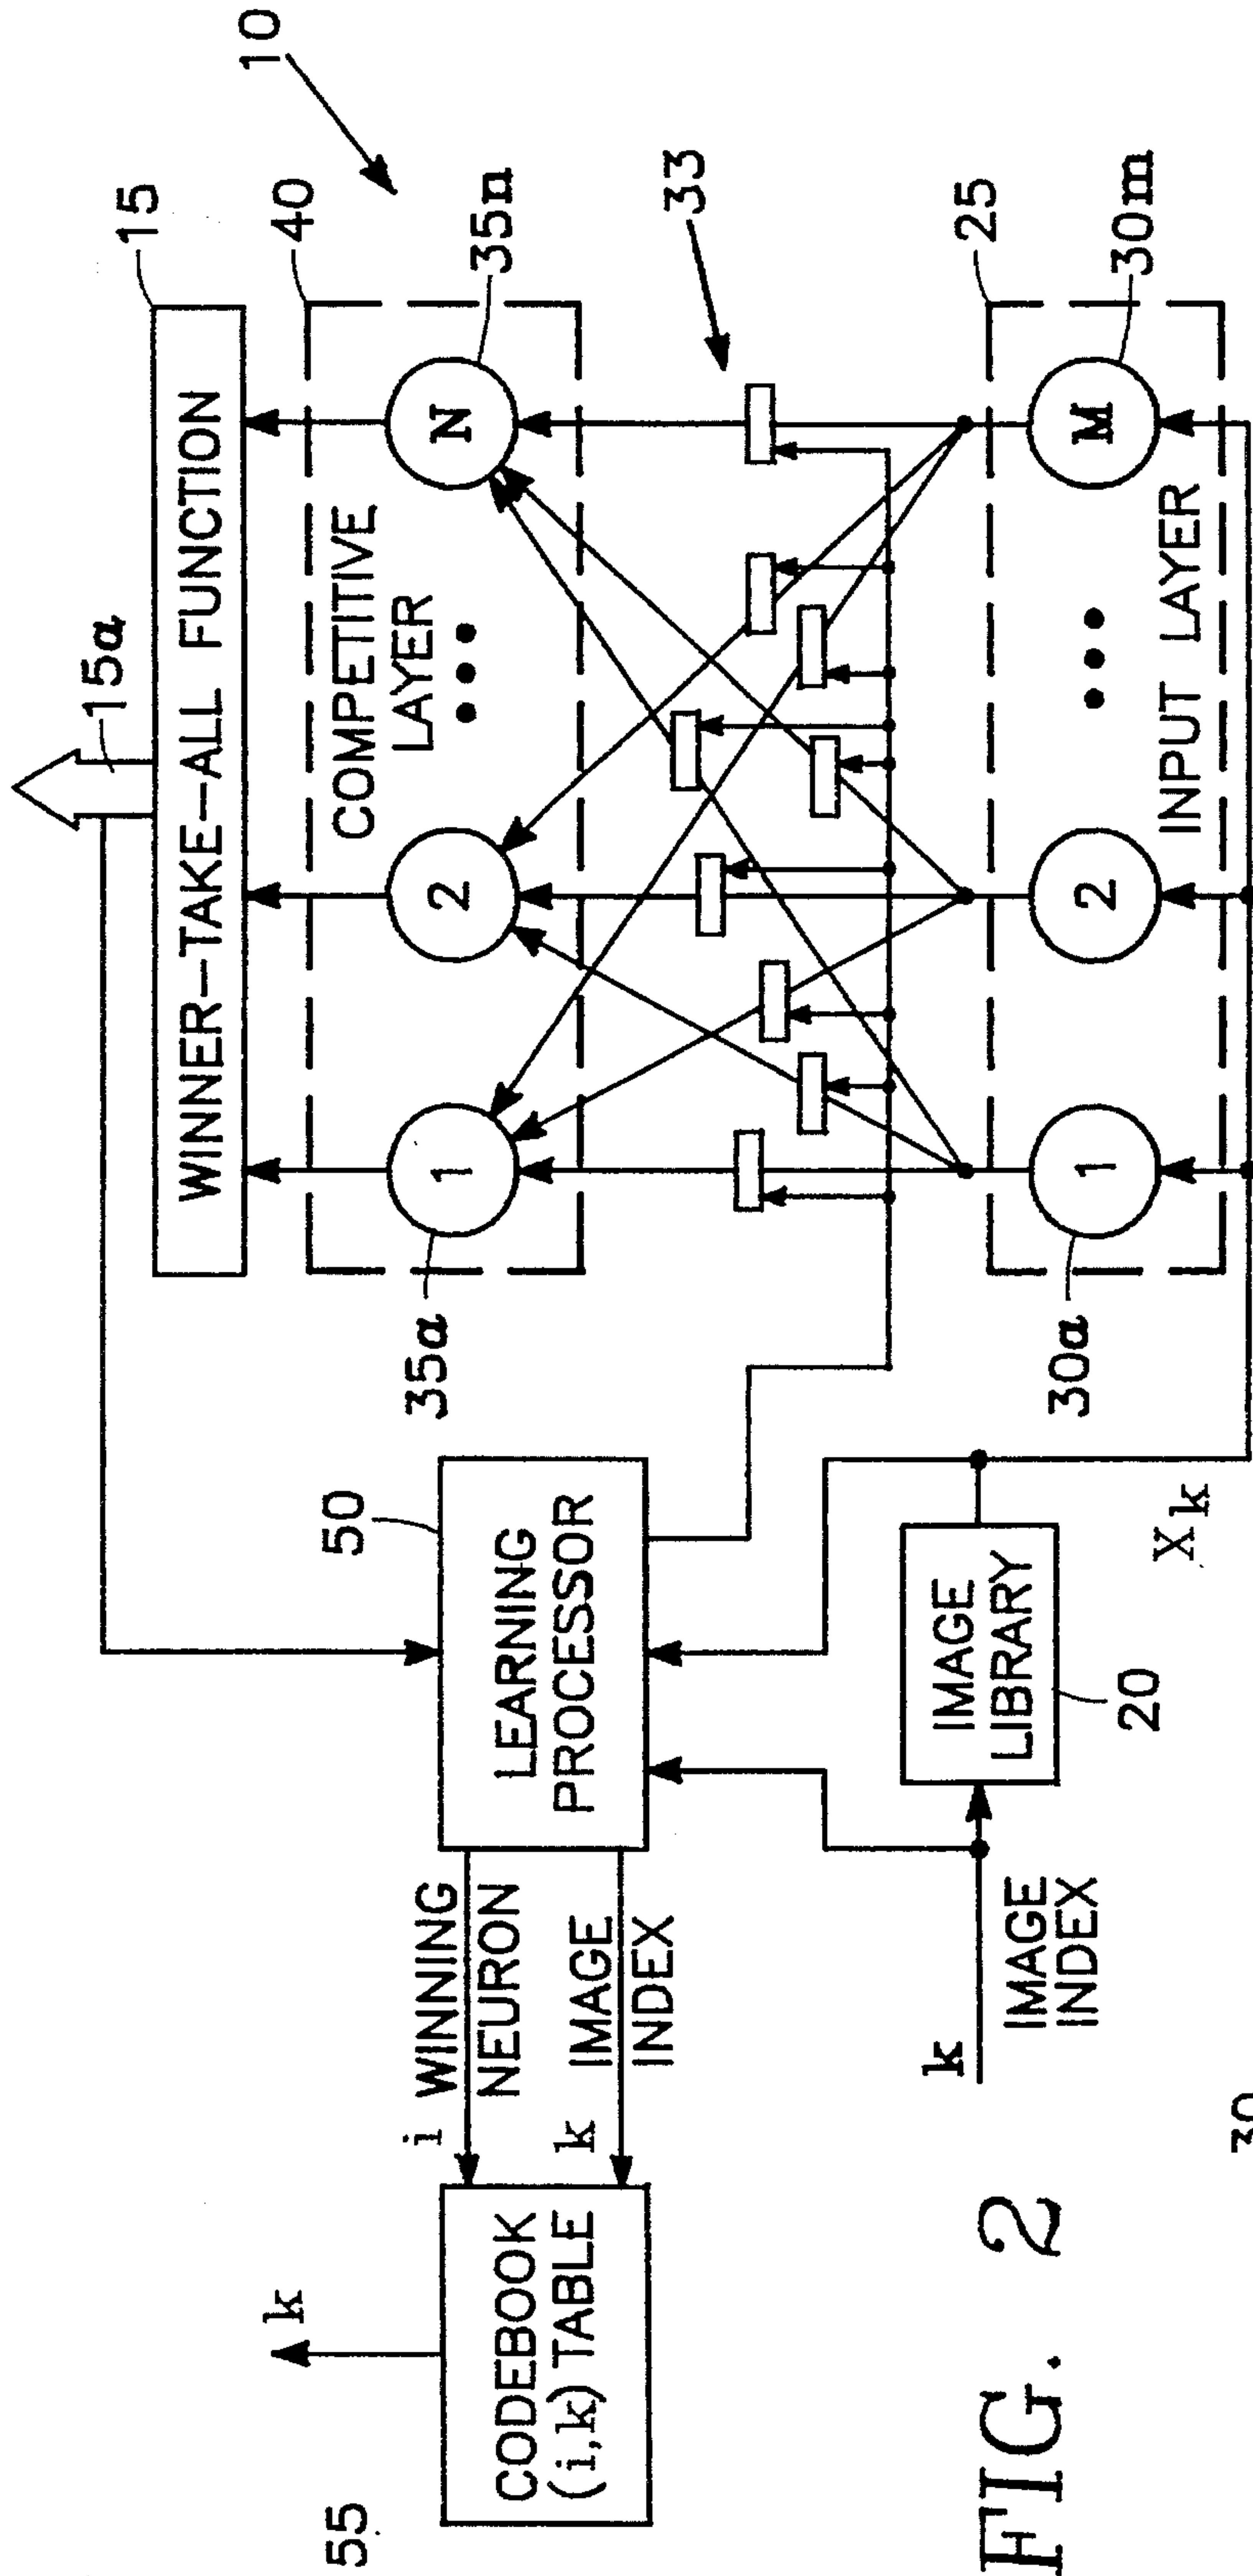 10
15a
15
WINNER—TAKE—ALL FUNCTION
40
COMPETITIVE
LAYER
1
2
N
35a
35n
33
25
1
2
M
30a
30m
INPUT LAYER
50
LEARNING
PROCESSOR
i WINNING
NEURON
k IMAGE
INDEX
k
CODEBOOK
(i,k) TABLE
55
IMAGE
LIBRARY
20
Xk
k
IMAGE
INDEX
FIG. 2